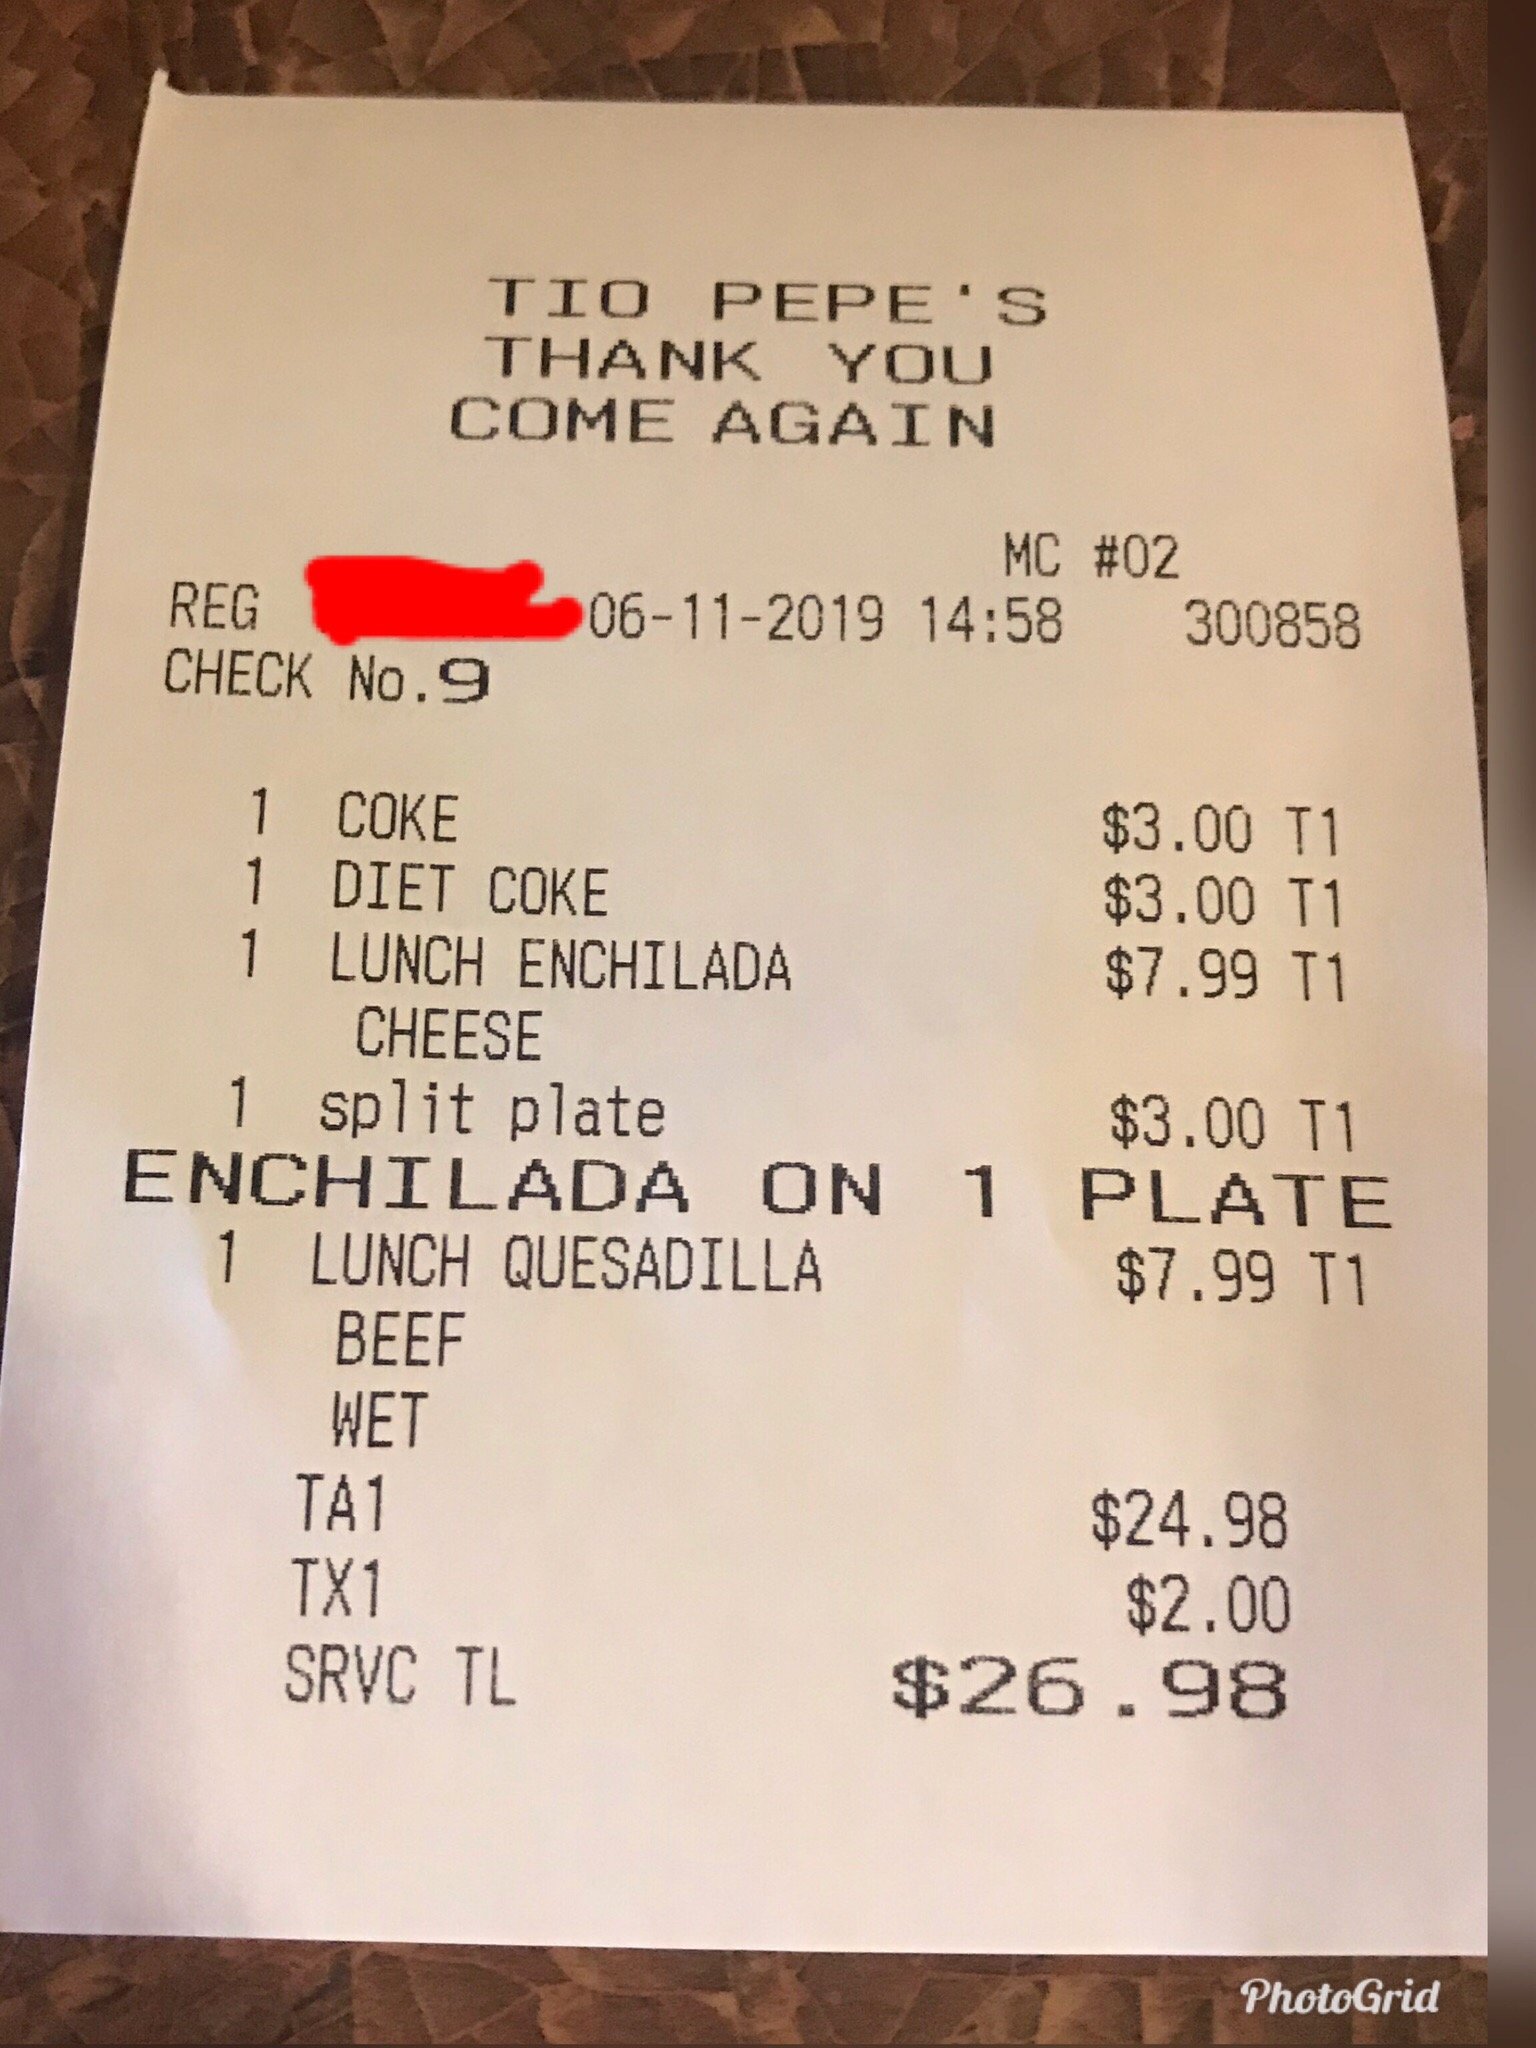 TIO PEPE'S
THANK YOU
COME AGAIN
MC #02
REG 06-11-2019 14:58 300858
CHECK No.9
1 COKE $3.00 T1
1 DIET COKE $3.00 T1
1 LUNCH ENCHILADA $7.99 T1
CHEESE
1 split plate $3.00 T1
ENCHILADA ON 1 PLATE
1 LUNCH QUESADILLA $7.99 T1
BEEF
WET
TA1 $24.98
TX1 $2.00
SRVC TL $26.98
PhotoGrid